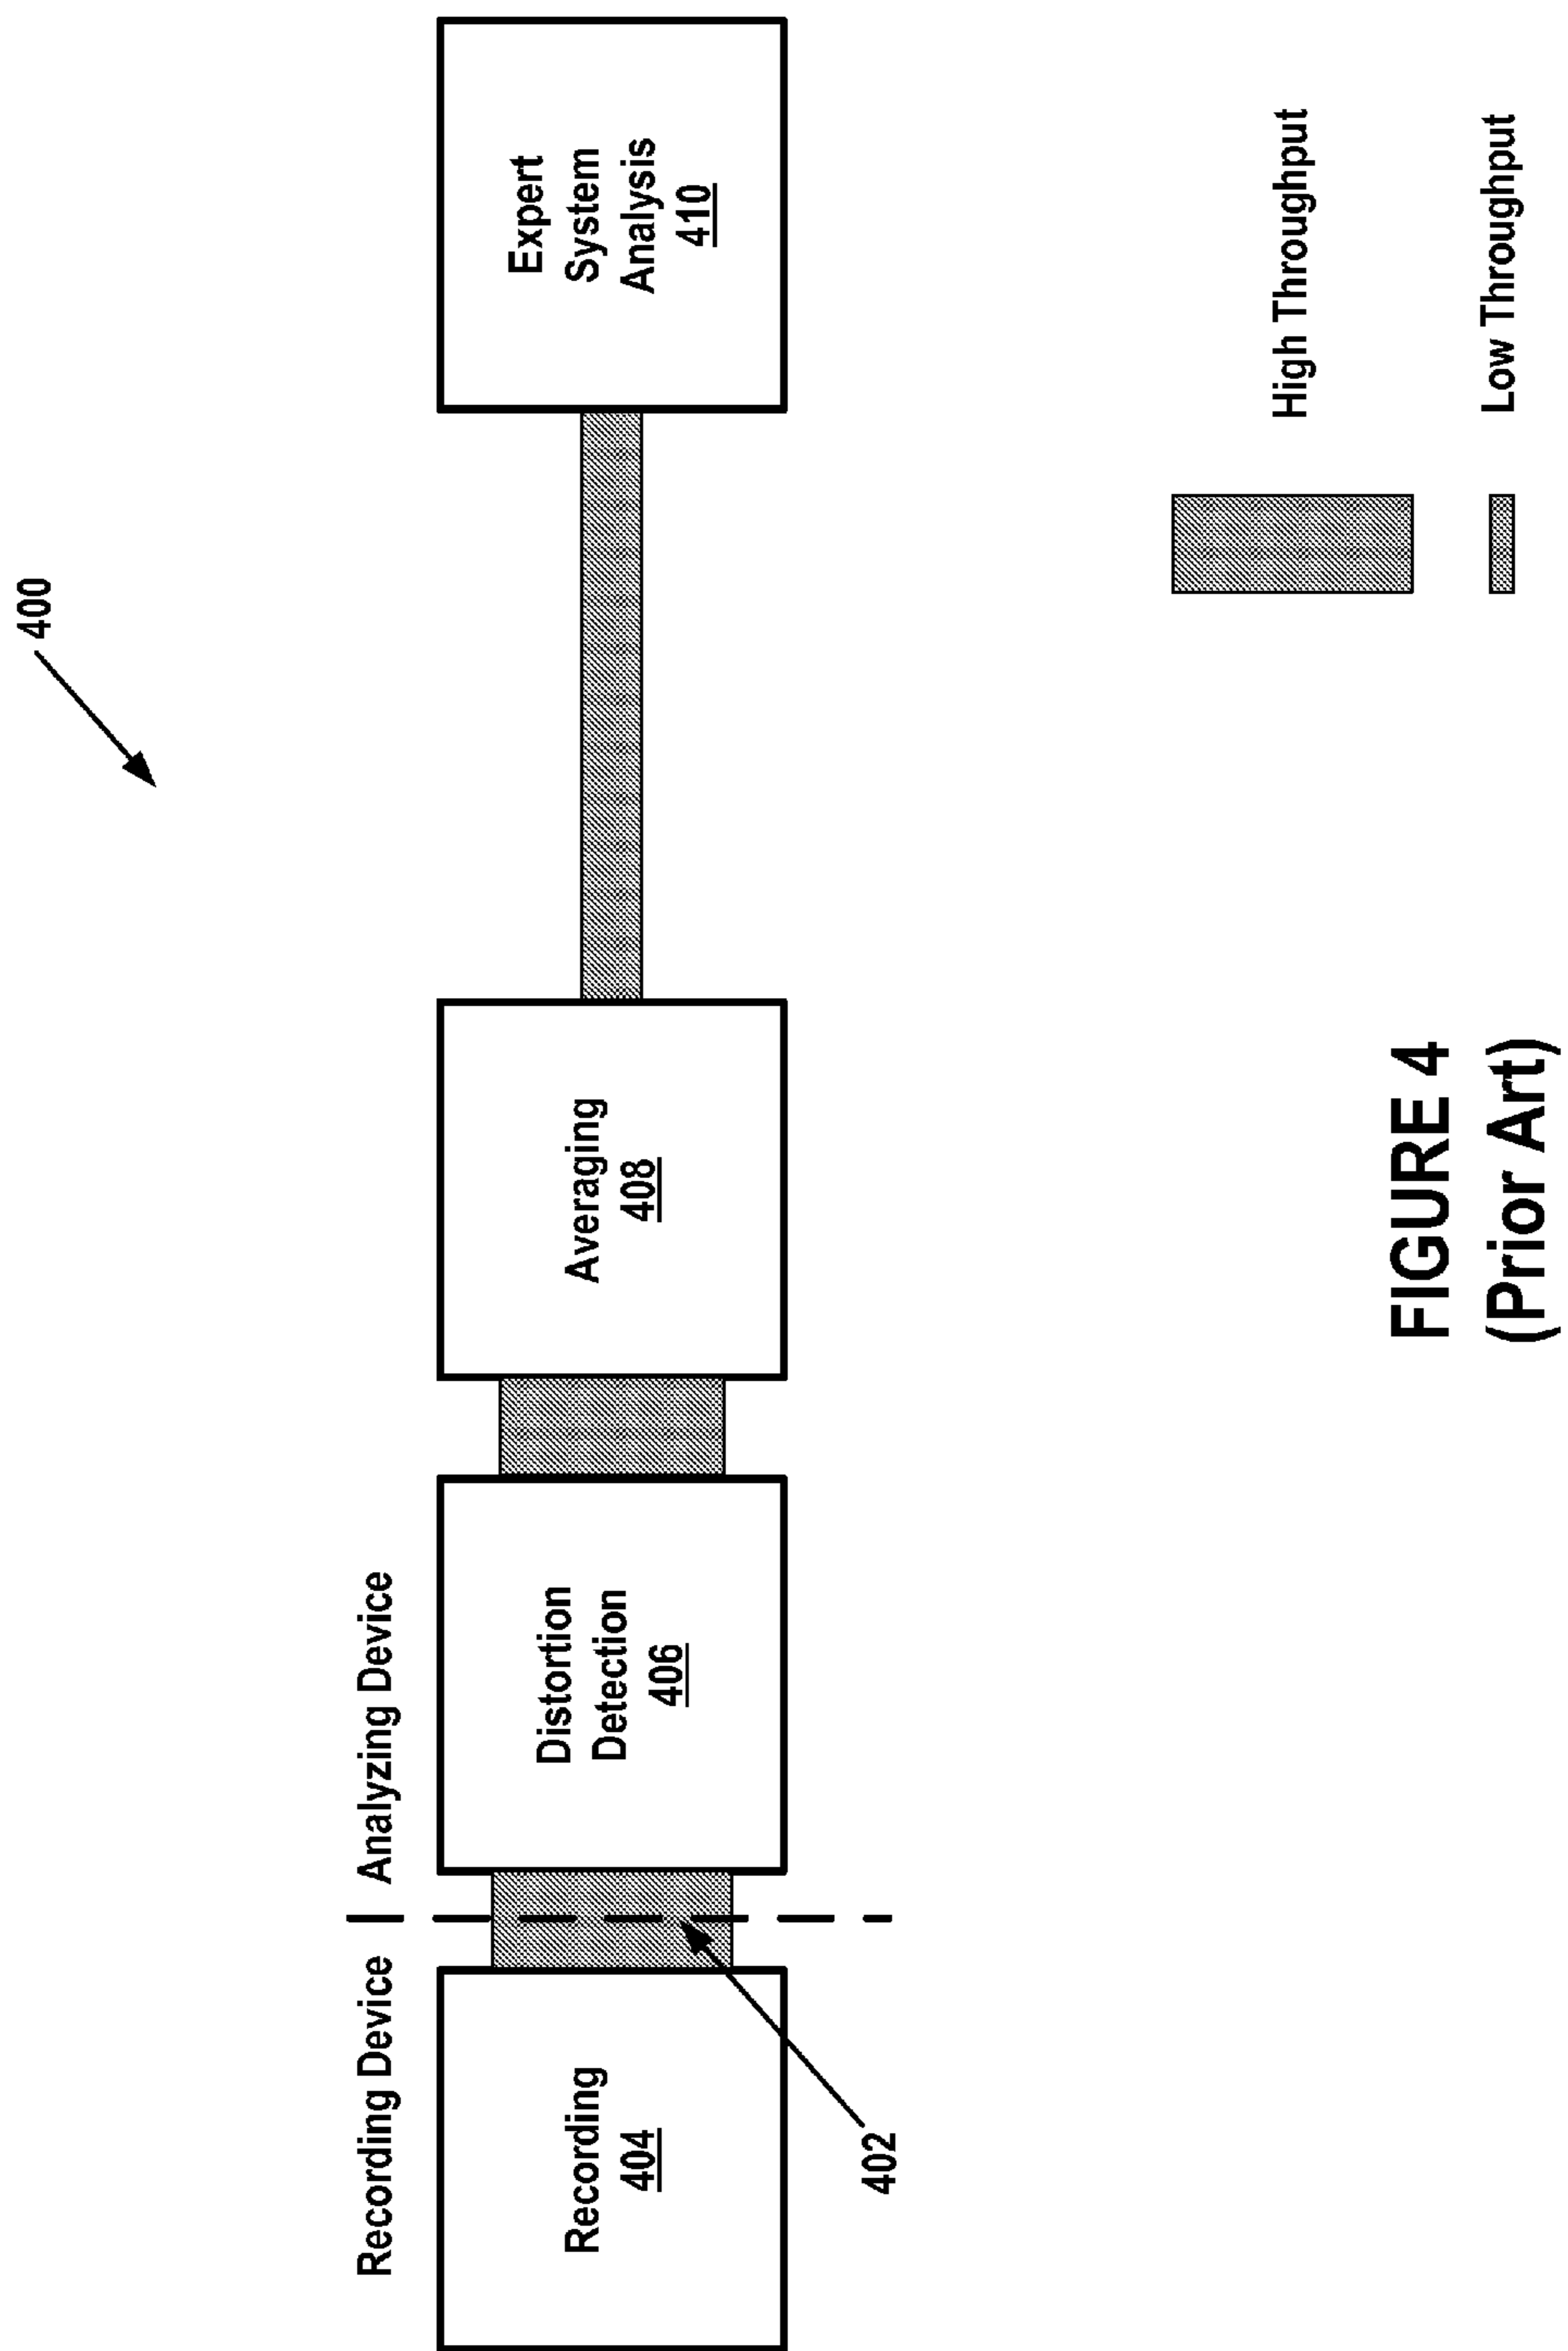 400
Recording Device
Analyzing Device
Recording
404
Distortion
Detection
406
Averaging
408
Expert
System
Analysis
410
402
High Throughput
Low Throughput
FIGURE 4
(Prior Art)